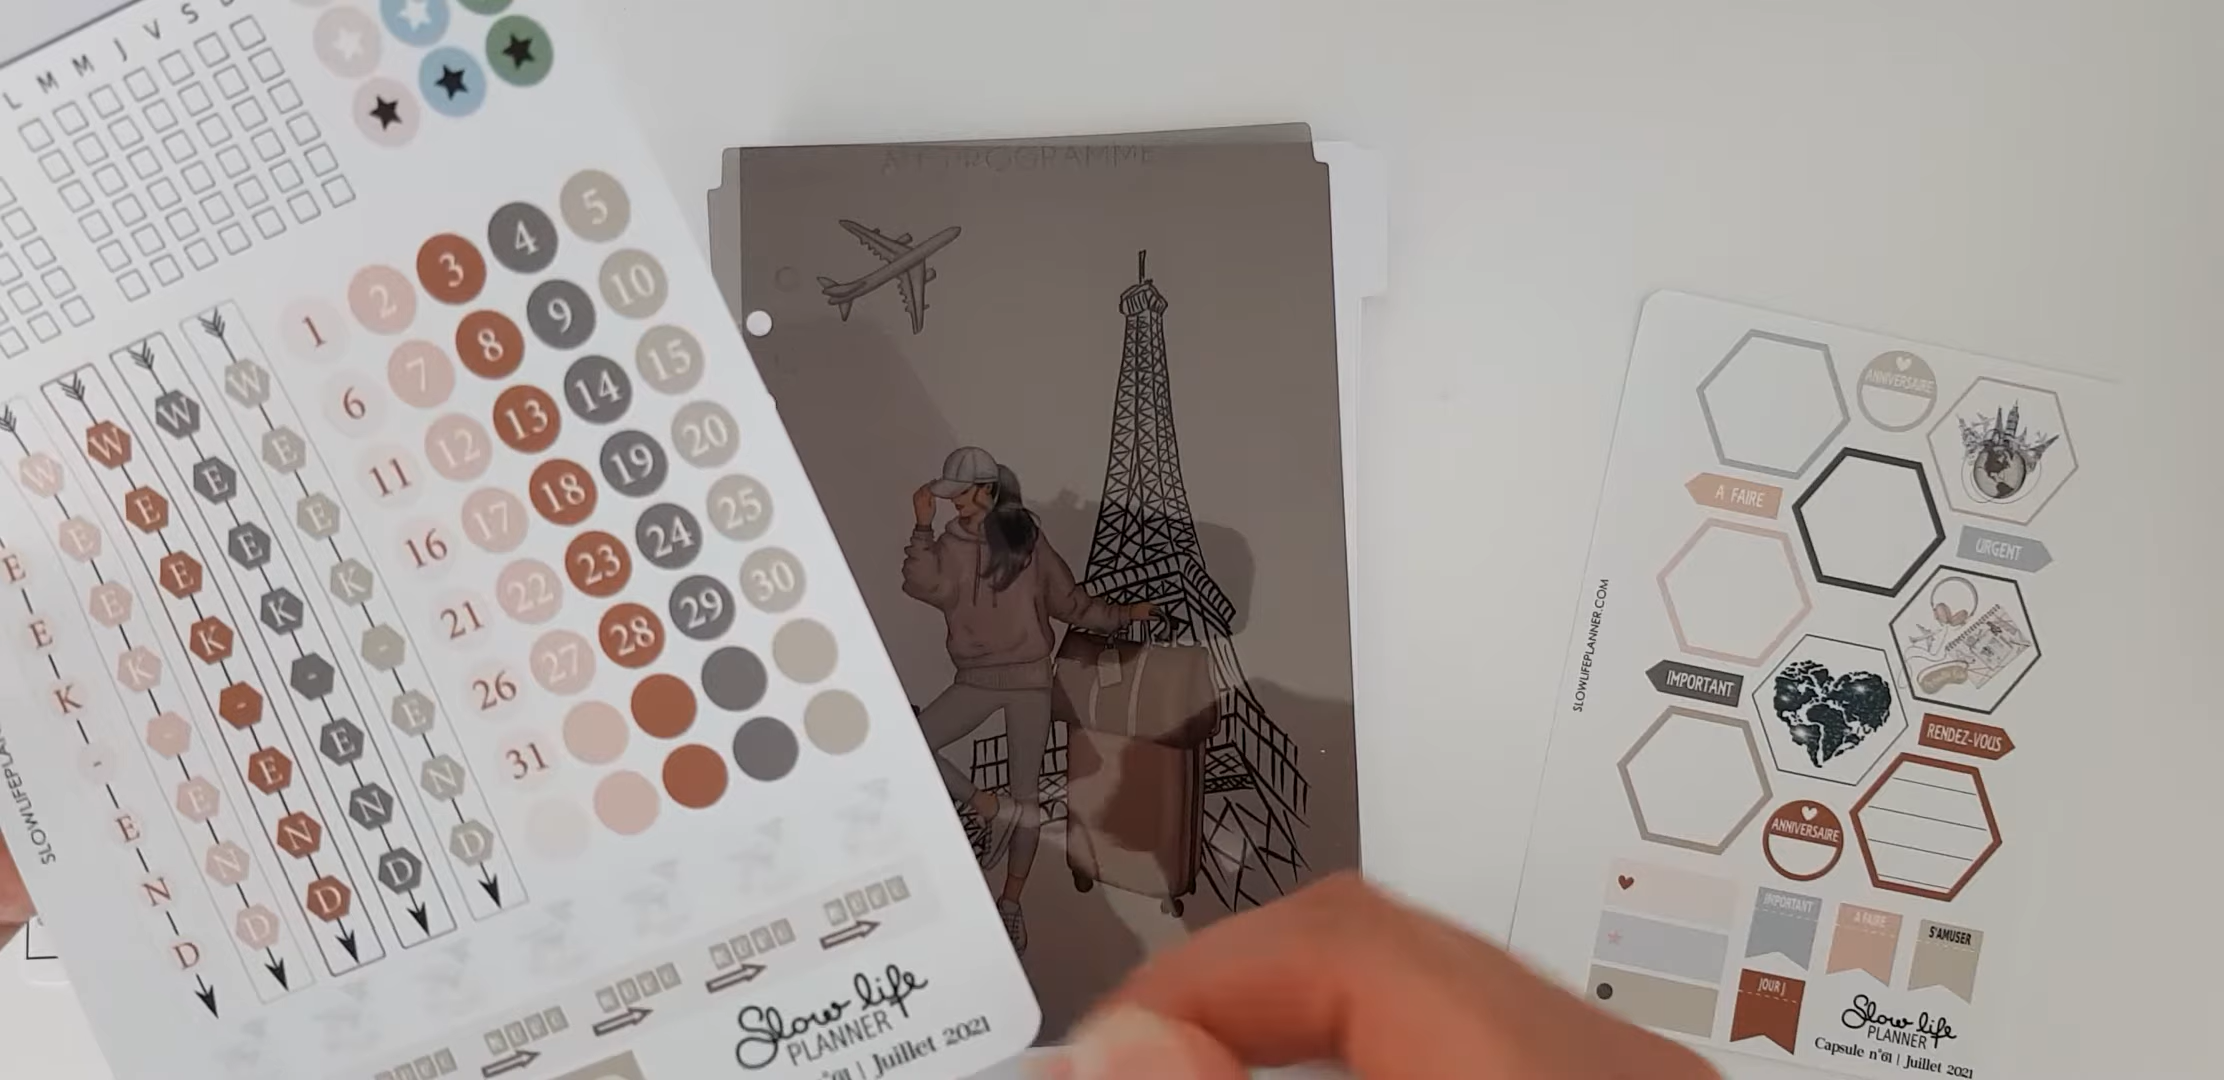 L M M J V S D
1 2 3 4 5
6 7 8 9 10
11 12 13 14 15
16 17 18 19 20
21 22 23 24 25
26 27 28 29 30
31
W E E K - E N D
W E E K - E N D
W E E K - E N D
W E E K - E N D
E E K - E N D
SLOWLIFEPLA
Slow life
PLANNER
Juillet 2021
PROGRAMME
ANNIVERSAIRE
A FAIRE
URGENT
IMPORTANT
RENDEZ-VOUS
ANNIVERSAIRE
IMPORTANT
A FAIRE
S'AMUSER
JOUR J
SLOWLIFEPLANNER.COM
Slow life
PLANNER
Capsule n°61 | Juillet 2021